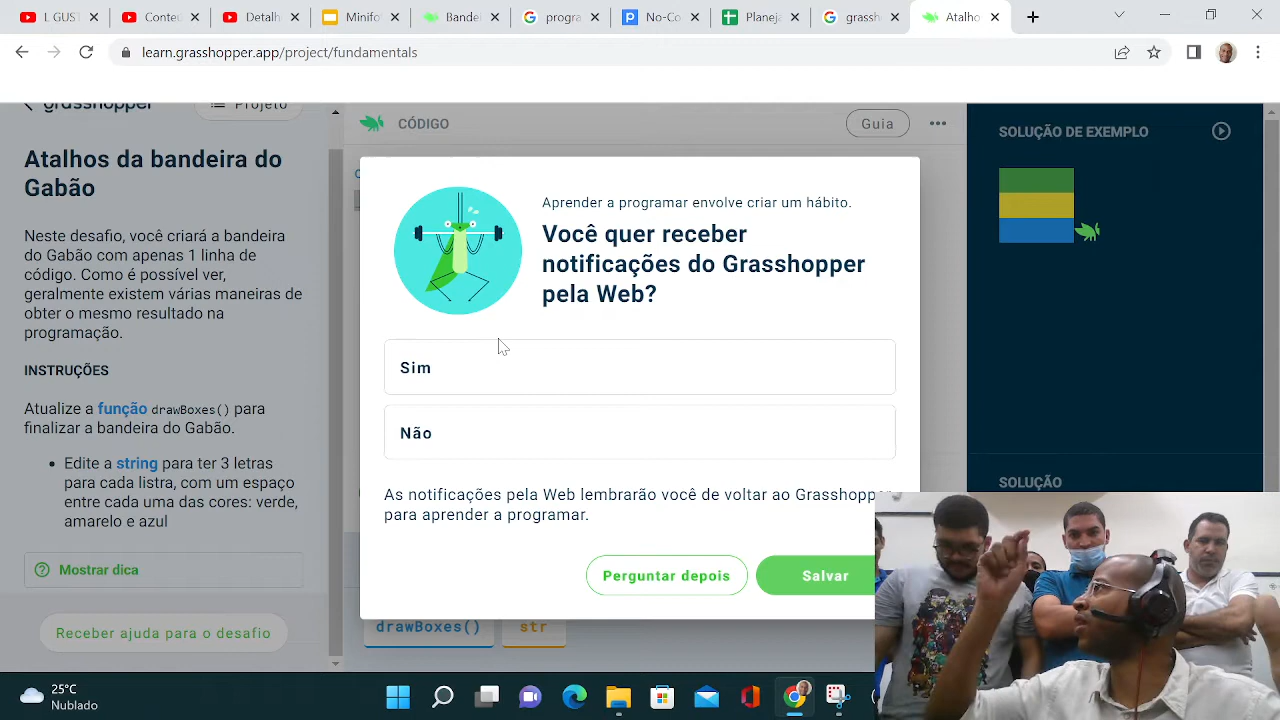 L GUST
Conteu
Detalh
Minifo
Bandei
progra
No-Co
Planeja
grassh
Atalho
learn.grasshopper.app/project/fundamentals
grasshopper
Projeto
Atalhos da bandeira do
Gabão
Neste desafio, você criará a bandeira
do Gabão com apenas 1 linha de
código. Como é possível ver,
geralmente existem várias maneiras de
obter o mesmo resultado na
programação.
INSTRUÇÕES
Atualize a função drawBoxes() para
finalizar a bandeira do Gabão.
• Edite a string para ter 3 letras
para cada listra, com um espaço
entre cada uma das cores: verde,
amarelo e azul
Mostrar dica
Receber ajuda para o desafio
CÓDIGO
Guia
Aprender a programar envolve criar um hábito.
Você quer receber
notificações do Grasshopper
pela Web?
Sim
Não
As notificações pela Web lembrarão você de voltar ao Grasshopper
para aprender a programar.
Perguntar depois
Salvar
drawBoxes()
str
SOLUÇÃO DE EXEMPLO
SOLUÇÃO
25°C
Nublado